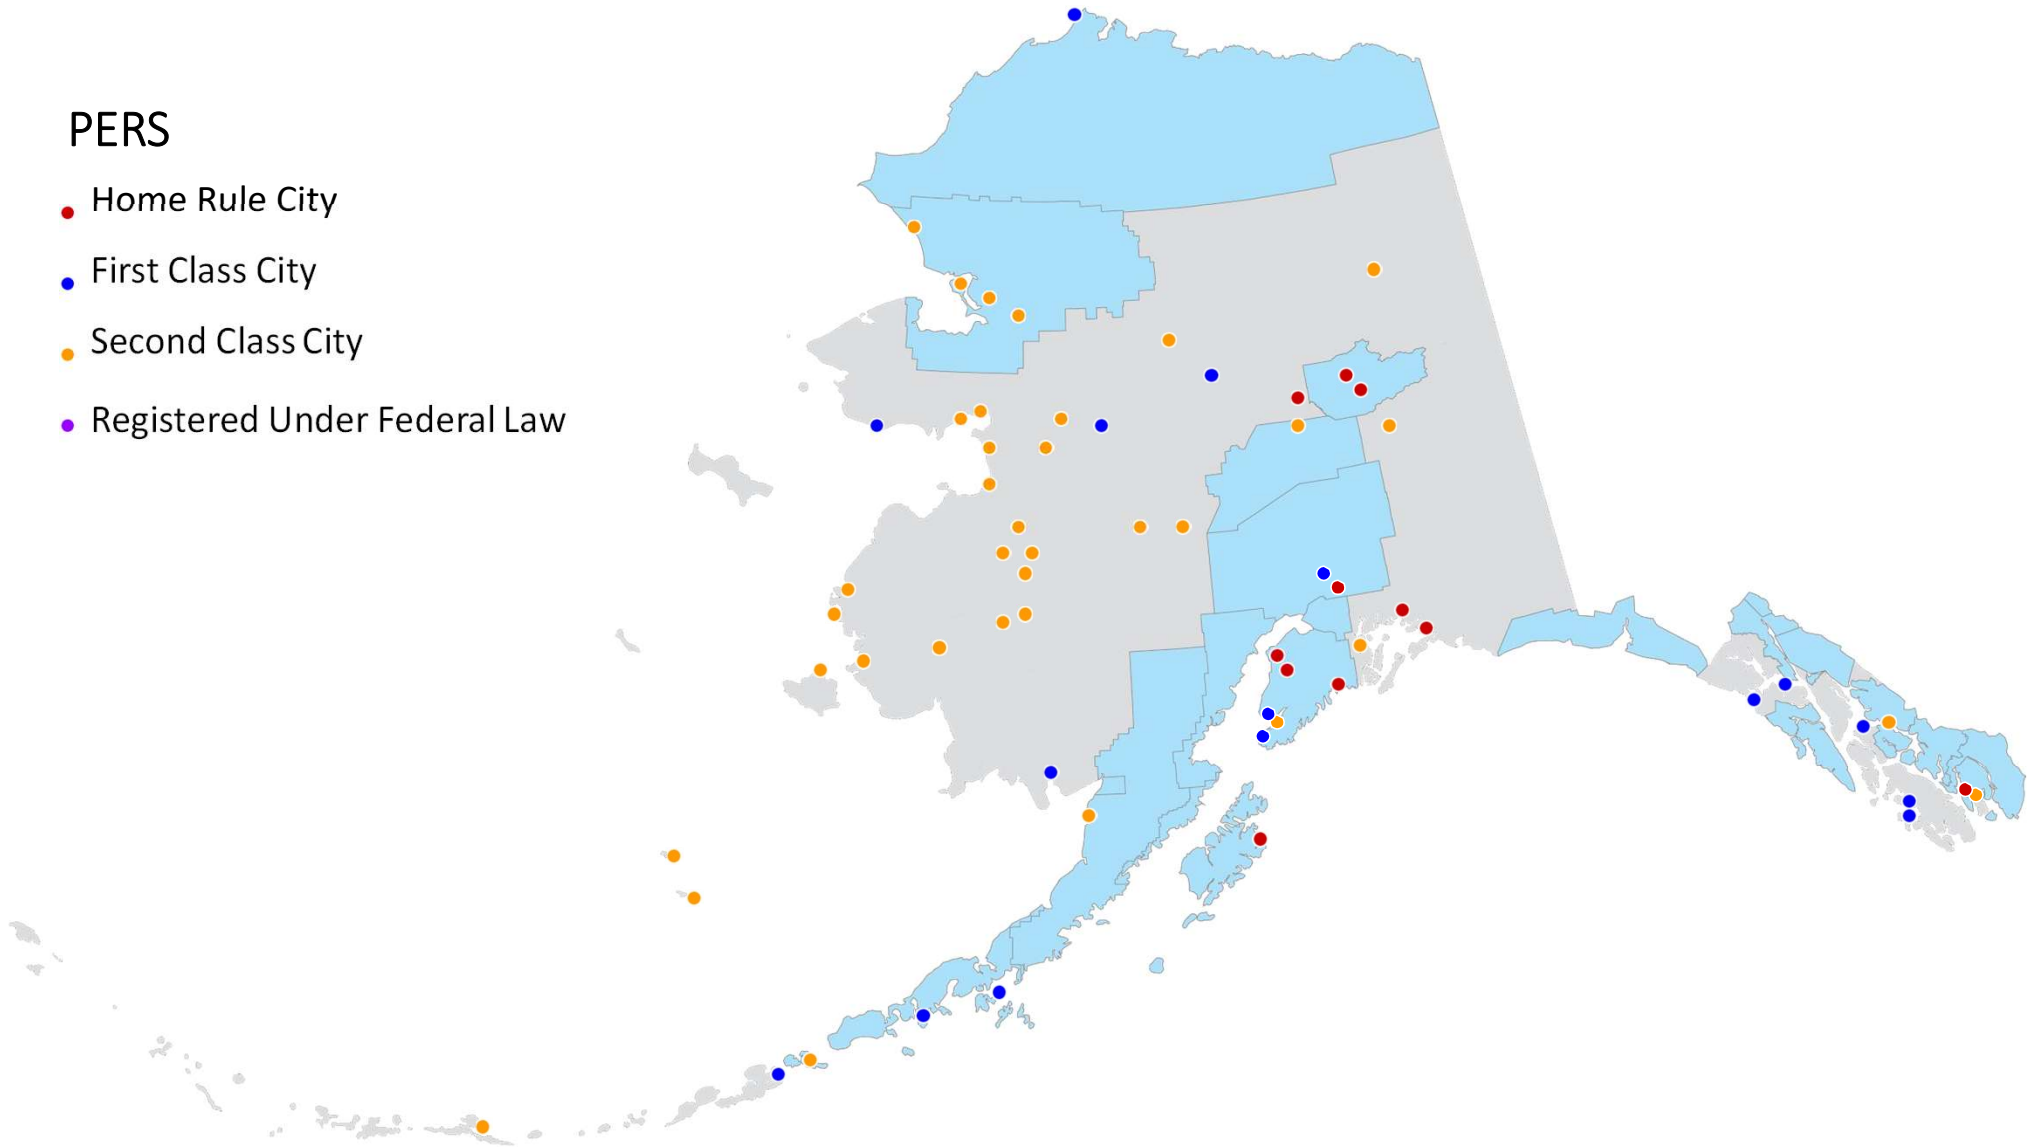 PERS
Home Rule City
First Class City
Second Class City
Registered Under Federal Law